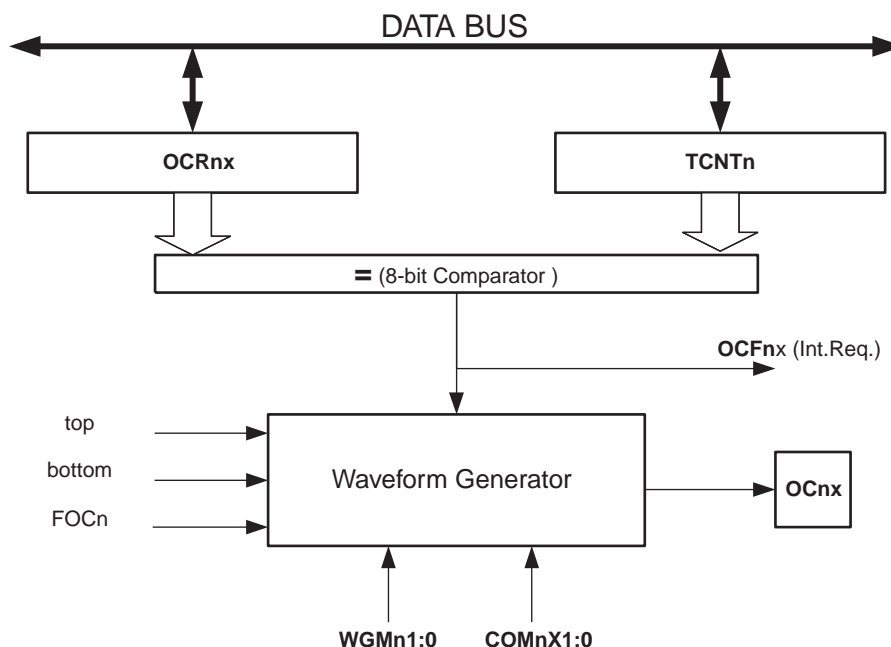 DATA BUS
OCRnx
TCNTn
= (8-bit Comparator )
OCFnx (Int.Req.)
top
bottom
FOCn
Waveform Generator
OCnx
WGMn1:0
COMnX1:0